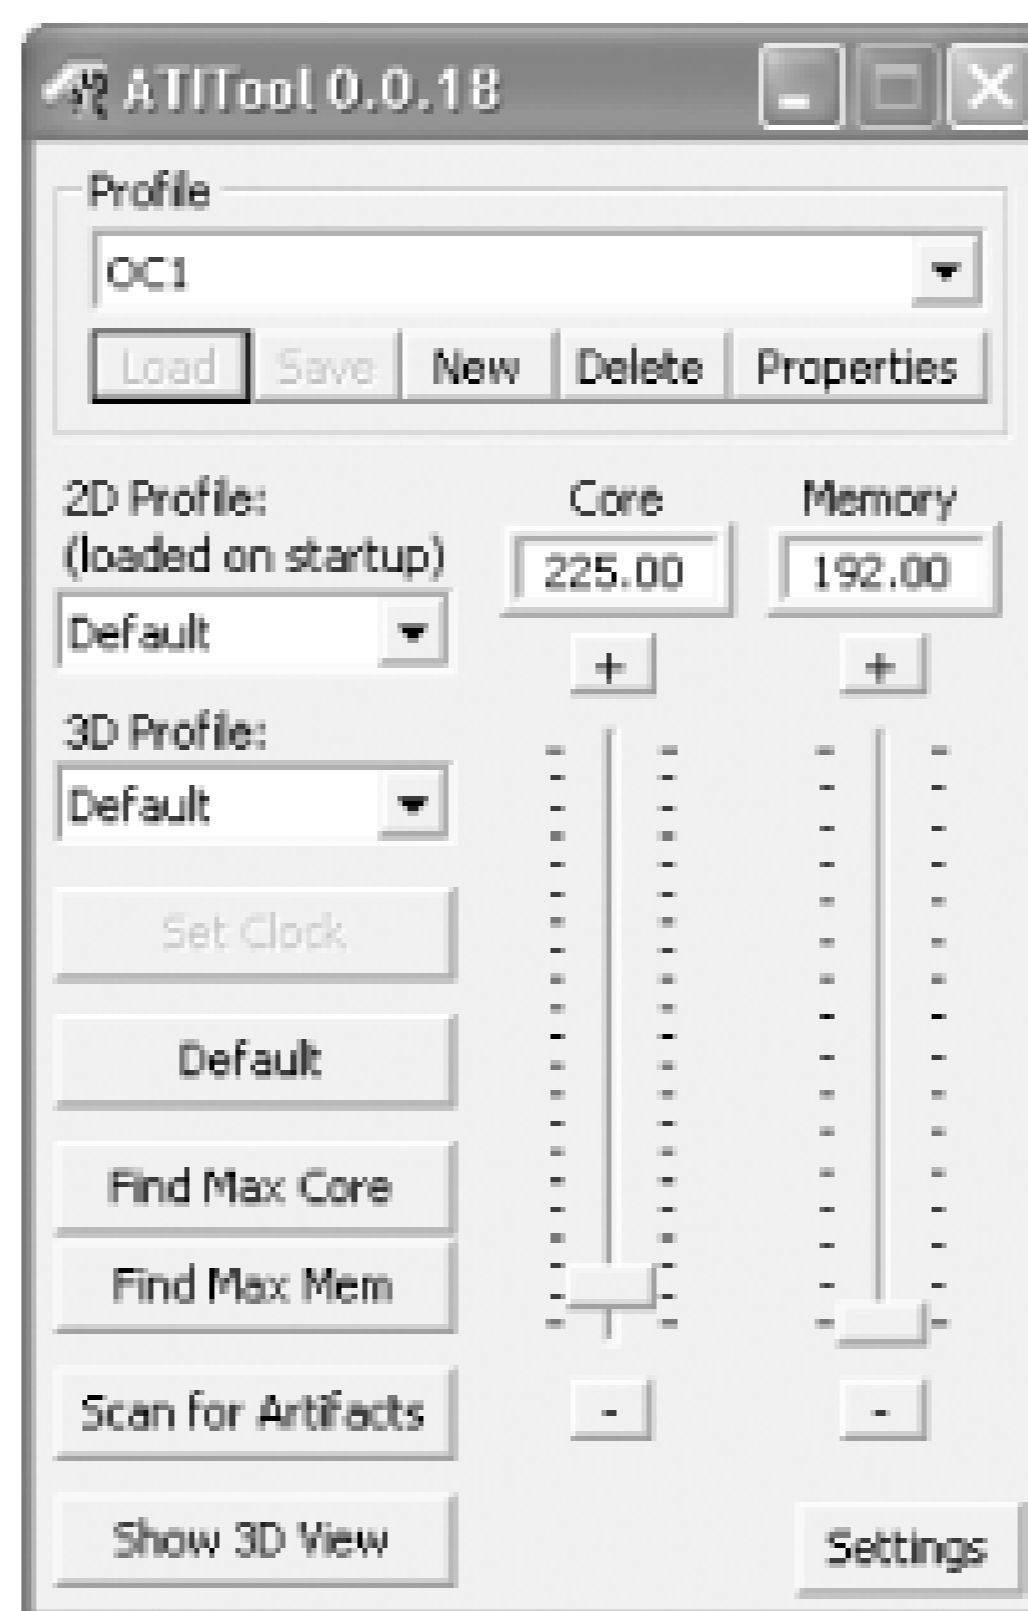 ATITool 0.0.18
Profile
OC1
Load Save New Delete Properties
2D Profile:
(loaded on startup)
Default
Core Memory
225.00 192.00
+ +
3D Profile:
Default
Set Clock
Default
Find Max Core
Find Max Mem
Scan for Artifacts
- -
Show 3D View
Settings